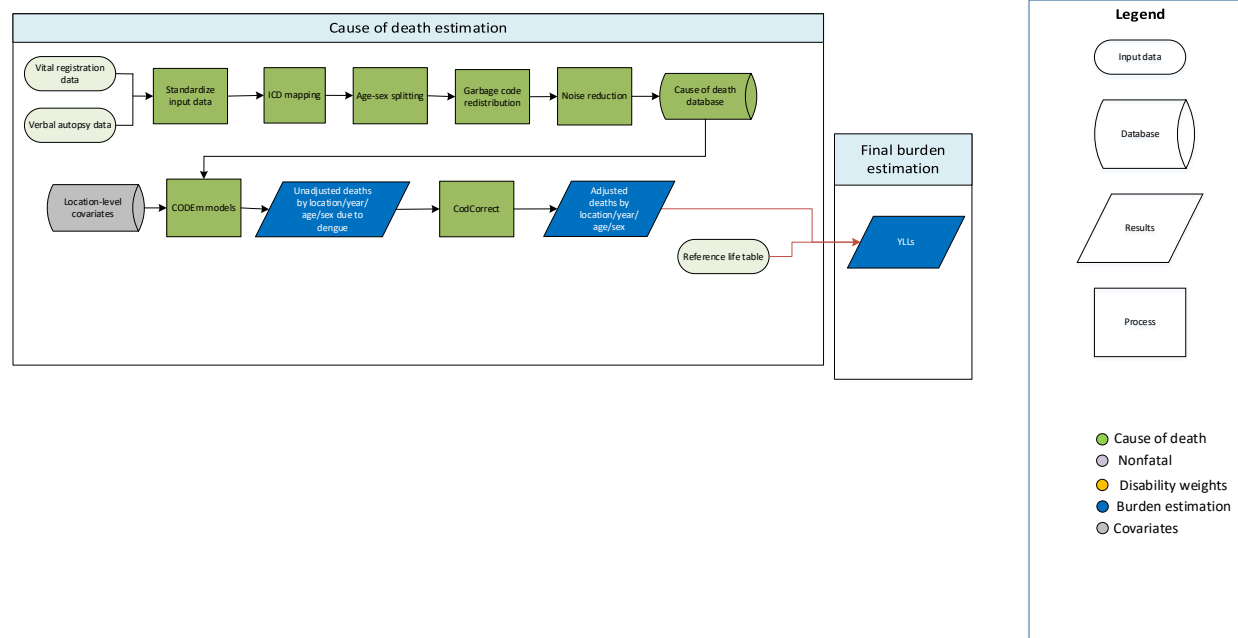 Cause of death estimation
Vital registration
data
Verbal autopsy data
Standardize
input data
ICD mapping
Age-sex splitting
Garbage code
redistribution
Noise reduction
Cause of death
database
Location-level
covariates
CODEm models
Unadjusted deaths
by location/year/
age/sex due to
dengue
CodCorrect
Adjusted
deaths by
location/year/
age/sex
Reference life table
Final burden
estimation
YLLs
Legend
Input data
Database
Results
Process
Cause of death
Nonfatal
Disability weights
Burden estimation
Covariates